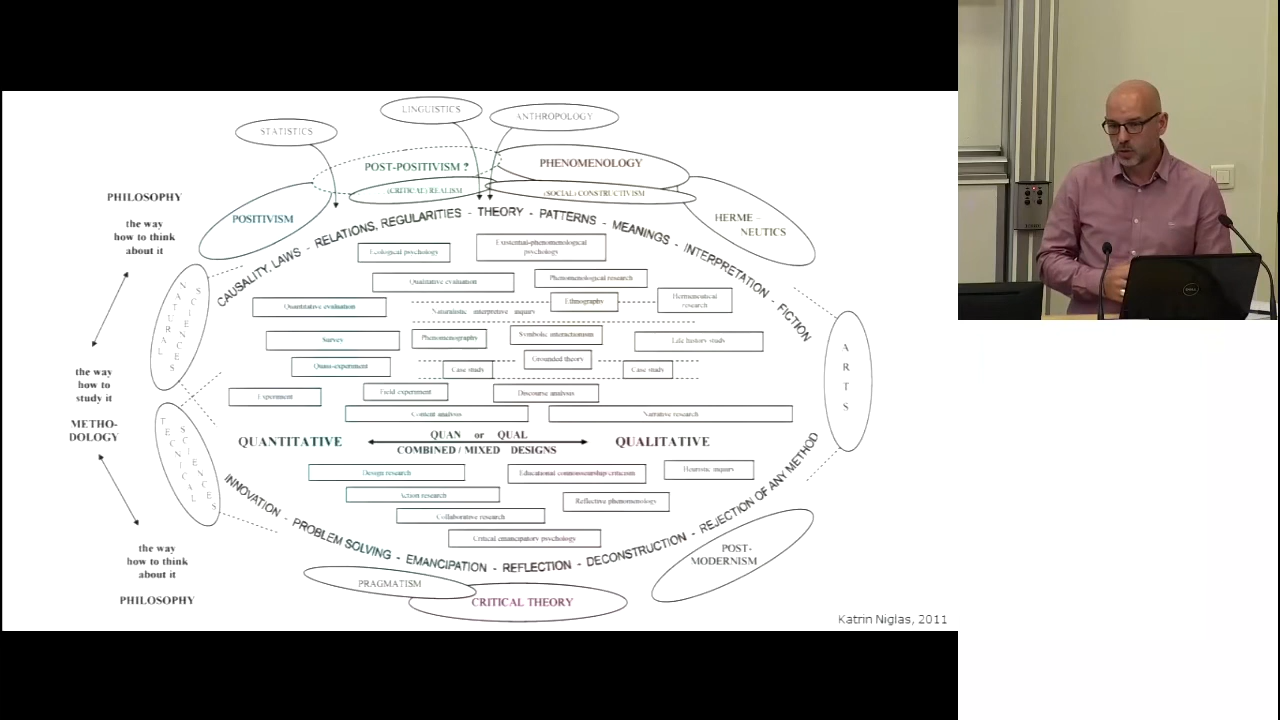 LINGUISTICS
ANTHROPOLOGY
STATISTICS
POST-POSITIVISM ?
PHENOMENOLOGY
(CRITICAL) REALISM
(SOCIAL) CONSTRUCTIVISM
PHILOSOPHY
the way
how to think
about it
POSITIVISM
HERME -
NEUTICS
CAUSALITY, LAWS - RELATIONS, REGULARITIES - THEORY - PATTERNS - MEANINGS - INTERPRETATION - FICTION
Ecological psychology
Existential-phenomenological
psychology
Qualitative evaluation
Phenomenological research
NATURAL
SCIENCES
Quantitative evaluation
Ethnography
Hermeneutical
research
Naturalistic interpretive inquiry
Survey
Phenomenography
Symbolic interactionism
Life history study
Quasi-experiment
Grounded theory
Case study
Case study
ARTS
the way
how to
study it
METHO-
DOLOGY
Experiment
Field experiment
Discourse analysis
Content analysis
Narrative research
QUANTITATIVE
QUAN or QUAL
COMBINED / MIXED DESIGNS
QUALITATIVE
TECHNICAL
SCIENCES
Design research
Educational connoisseurship/criticism
Heuristic inquiry
Action research
Reflective phenomenology
Collaborative research
Critical emancipatory psychology
INNOVATION - PROBLEM SOLVING - EMANCIPATION - REFLECTION - DECONSTRUCTION - REJECTION OF ANY METHOD
the way
how to think
about it
PHILOSOPHY
POST-
MODERNISM
PRAGMATISM
CRITICAL THEORY
Katrin Niglas, 2011
DELL